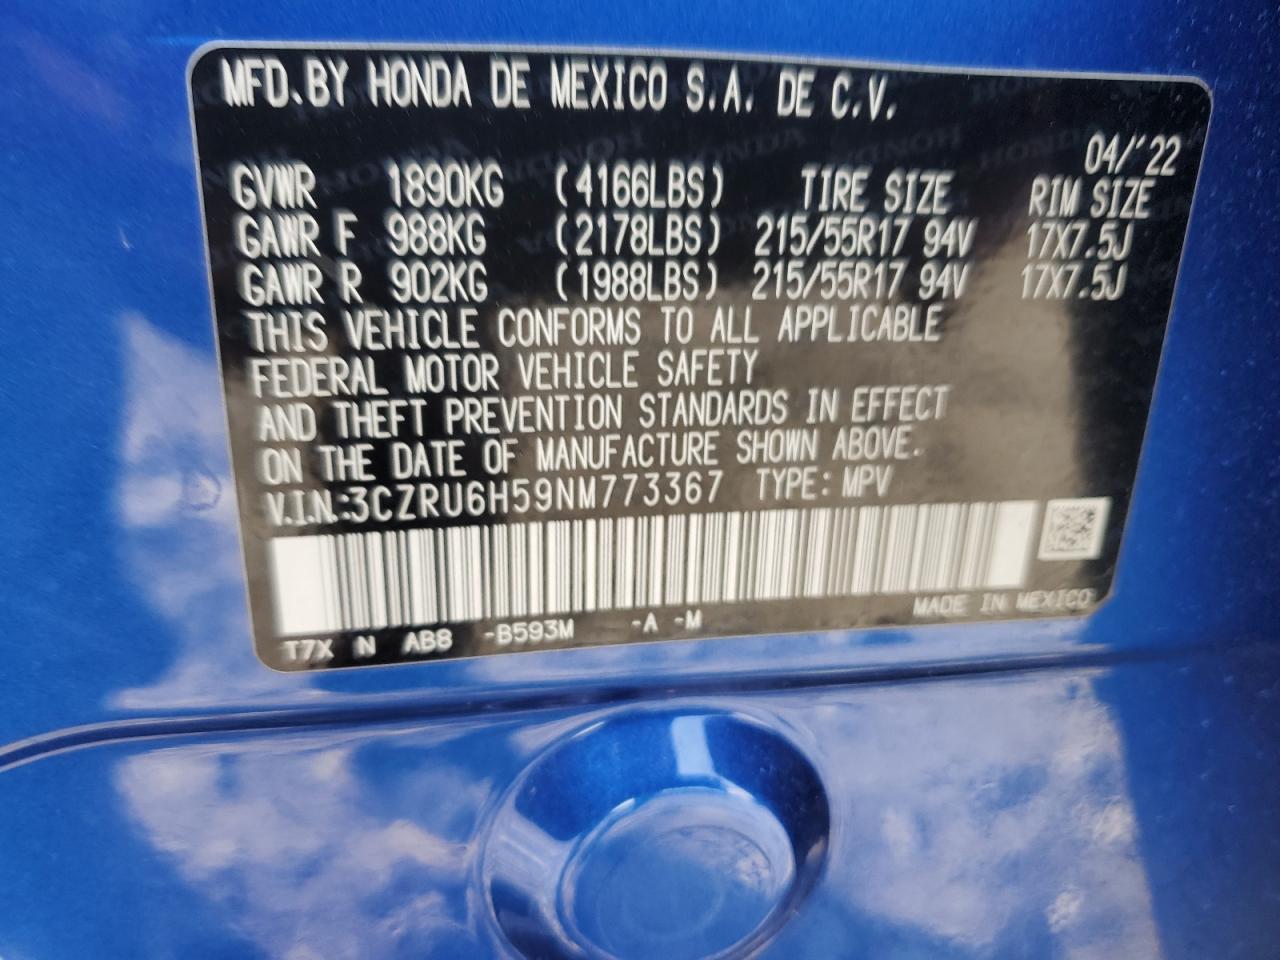 MFD.BY HONDA DE MEXICO S.A. DE C.V.
04/'22
GVWR 1890KG (4166LBS) TIRE SIZE RIM SIZE
GAWR F 988KG (2178LBS) 215/55R17 94V 17X7.5J
GAWR R 902KG (1988LBS) 215/55R17 94V 17X7.5J
THIS VEHICLE CONFORMS TO ALL APPLICABLE
FEDERAL MOTOR VEHICLE SAFETY
AND THEFT PREVENTION STANDARDS IN EFFECT
ON THE DATE OF MANUFACTURE SHOWN ABOVE.
V.I.N.:3CZRU6H59NM773367 TYPE: MPV
MADE IN MEXICO
T7X N AB8 -B593M -A -M